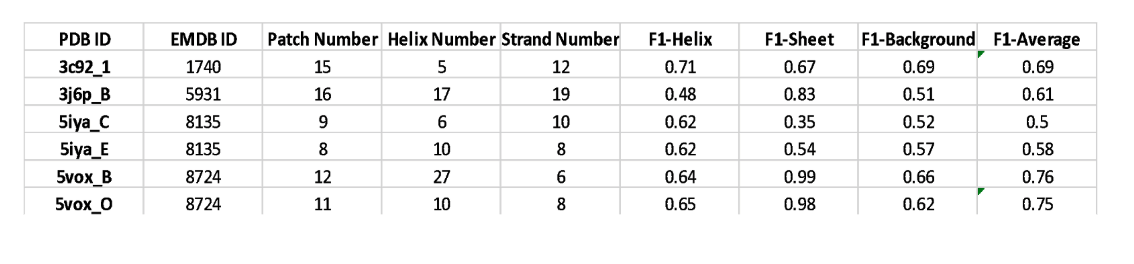 PDB ID EMDB ID Patch Number Helix Number Strand Number F1-Helix F1-Sheet F1-Background F1-Average
3c92_1 1740 15 5 12 0.71 0.67 0.69 0.69
3j6p_B 5931 16 17 19 0.48 0.83 0.51 0.61
5iya_C 8135 9 6 10 0.62 0.35 0.52 0.5
5iya_E 8135 8 10 8 0.62 0.54 0.57 0.58
5vox_B 8724 12 27 6 0.64 0.99 0.66 0.76
5vox_O 8724 11 10 8 0.65 0.98 0.62 0.75